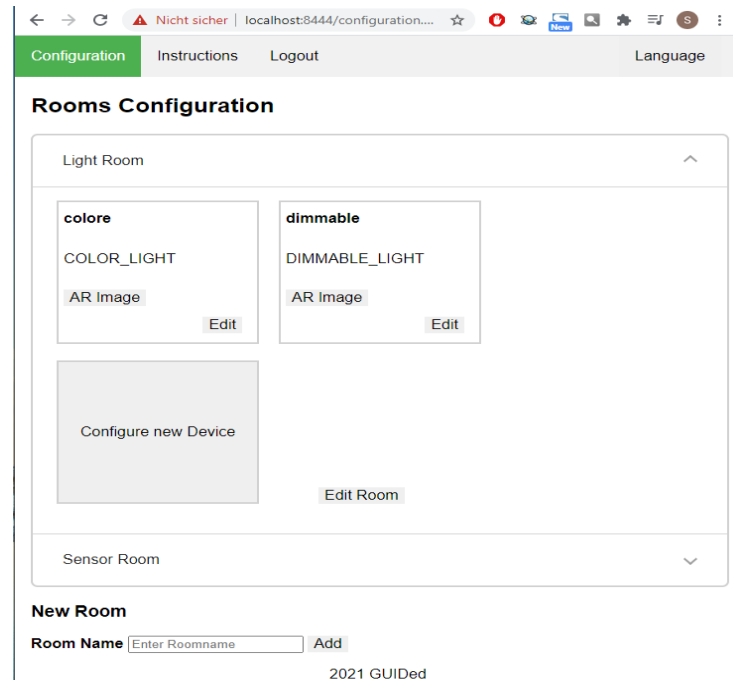 Nicht sicher | localhost:8444/configuration....
New
S
Configuration Instructions Logout Language
Rooms Configuration
Light Room
colore dimmable
COLOR_LIGHT DIMMABLE_LIGHT
AR Image AR Image
Edit Edit
Configure new Device
Edit Room
Sensor Room
New Room
Room Name Enter Roomname Add
2021 GUIDed